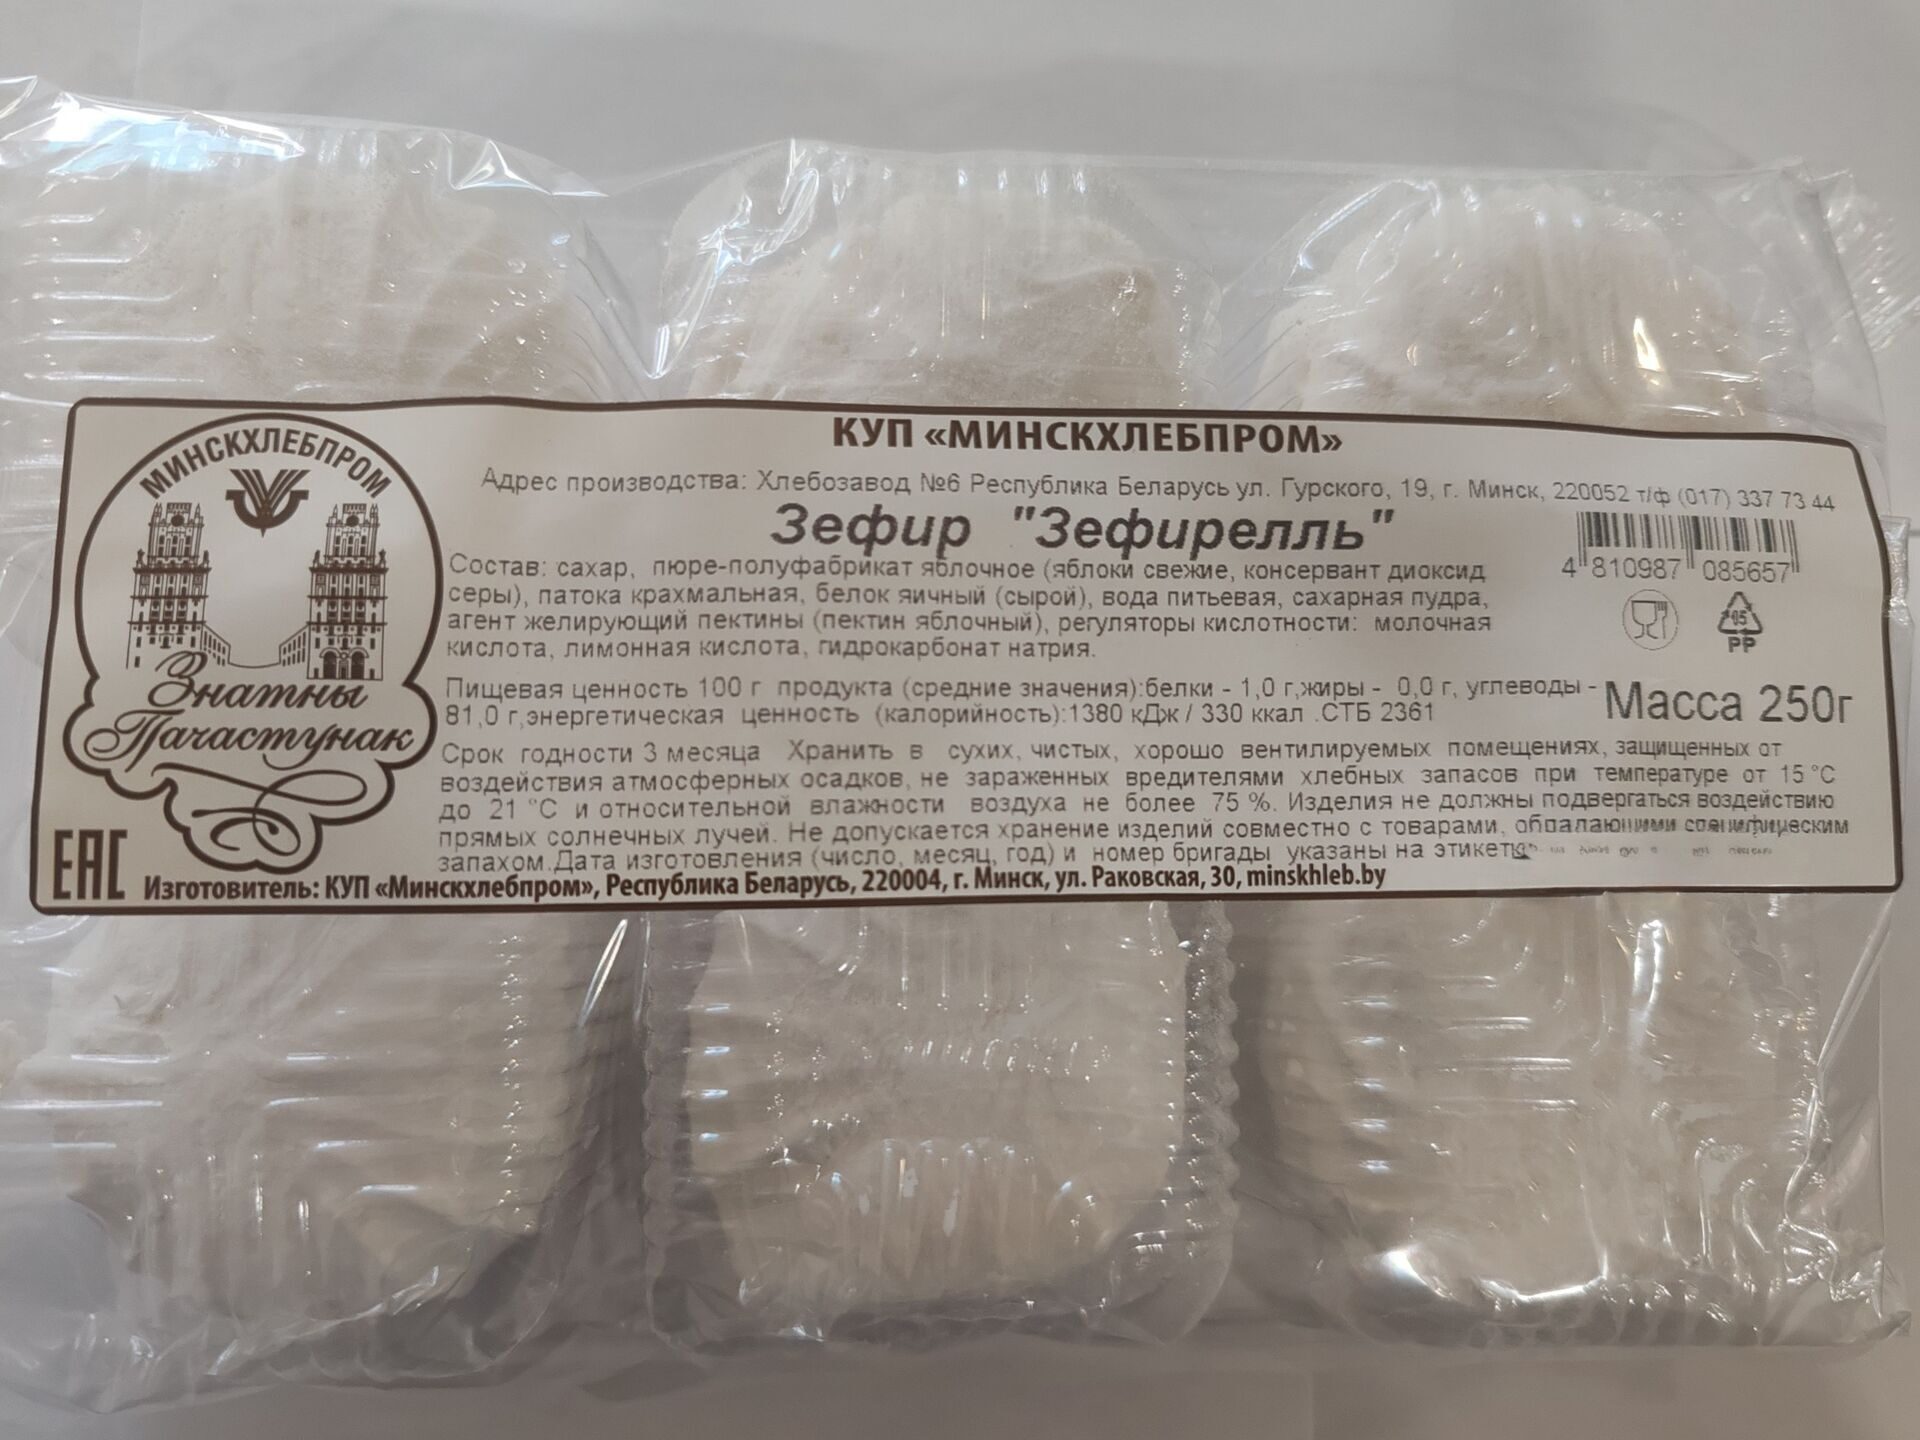 КУП «МИНСКХЛЕБПРОМ»
МИНСКХЛЕБПРОМ
Знатны
Пачастунак
Адрес производства: Хлебозавод №6 Республика Беларусь ул. Гурского, 19, г. Минск, 220052 т/ф (017) 337 73 44
Зефир "Зефирелль"
Состав: сахар, пюре-полуфабрикат яблочное (яблоки свежие, консервант диоксид
серы), патока крахмальная, белок яичный (сырой), вода питьевая, сахарная пудра,
агент желирующий пектины (пектин яблочный), регуляторы кислотности: молочная
кислота, лимонная кислота, гидрокарбонат натрия.
4 810987 085657
05
PP
Пищевая ценность 100 г продукта (средние значения):белки - 1,0 г,жиры - 0,0 г, углеводы -
81,0 г,энергетическая ценность (калорийность):1380 кДж / 330 ккал .СТБ 2361
Масса 250г
Срок годности 3 месяца Хранить в сухих, чистых, хорошо вентилируемых помещениях, защищенных от
воздействия атмосферных осадков, не зараженных вредителями хлебных запасов при температуре от 15 °С
до 21 °С и относительной влажности воздуха не более 75 %. Изделия не должны подвергаться воздействию
прямых солнечных лучей. Не допускается хранение изделий совместно с товарами, обладающими специфическим
запахом.Дата изготовления (число, месяц, год) и номер бригады указаны на
EAC
Изготовитель: КУП «Минскхлебпром», Республика Беларусь, 220004, г. Минск, ул. Раковская, 30, minskhleb.by